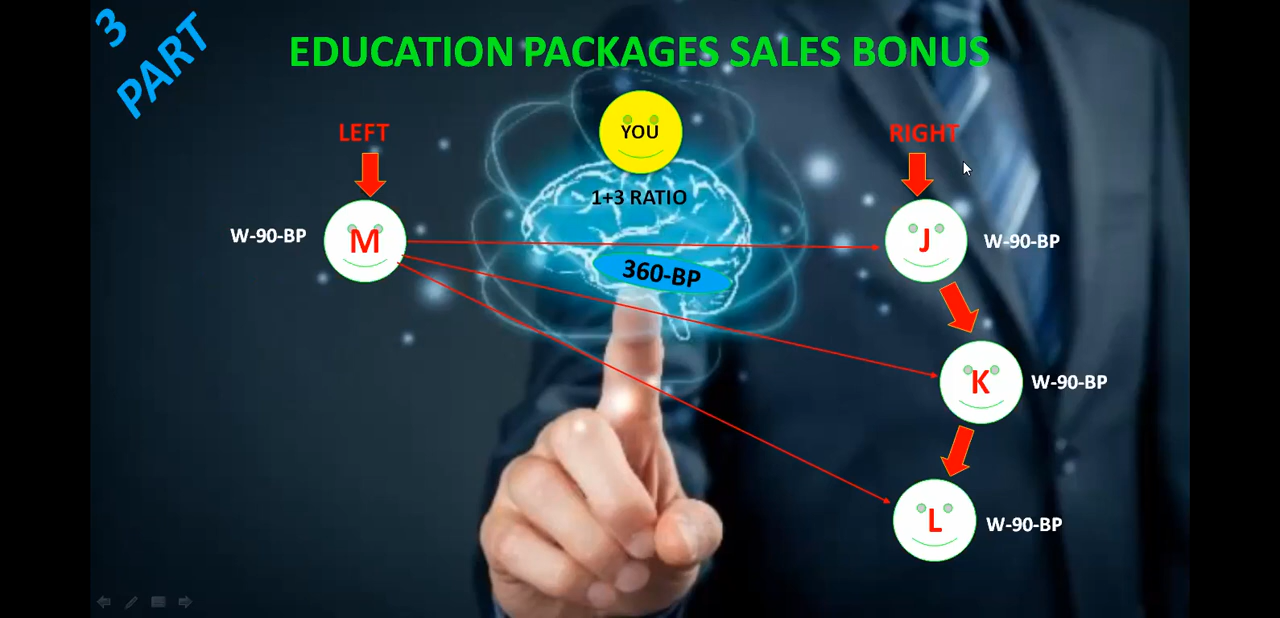 3
PART
EDUCATION PACKAGES SALES BONUS
LEFT
YOU
RIGHT
1+3 RATIO
W-90-BP
M
J
W-90-BP
360-BP
K
W-90-BP
L
W-90-BP